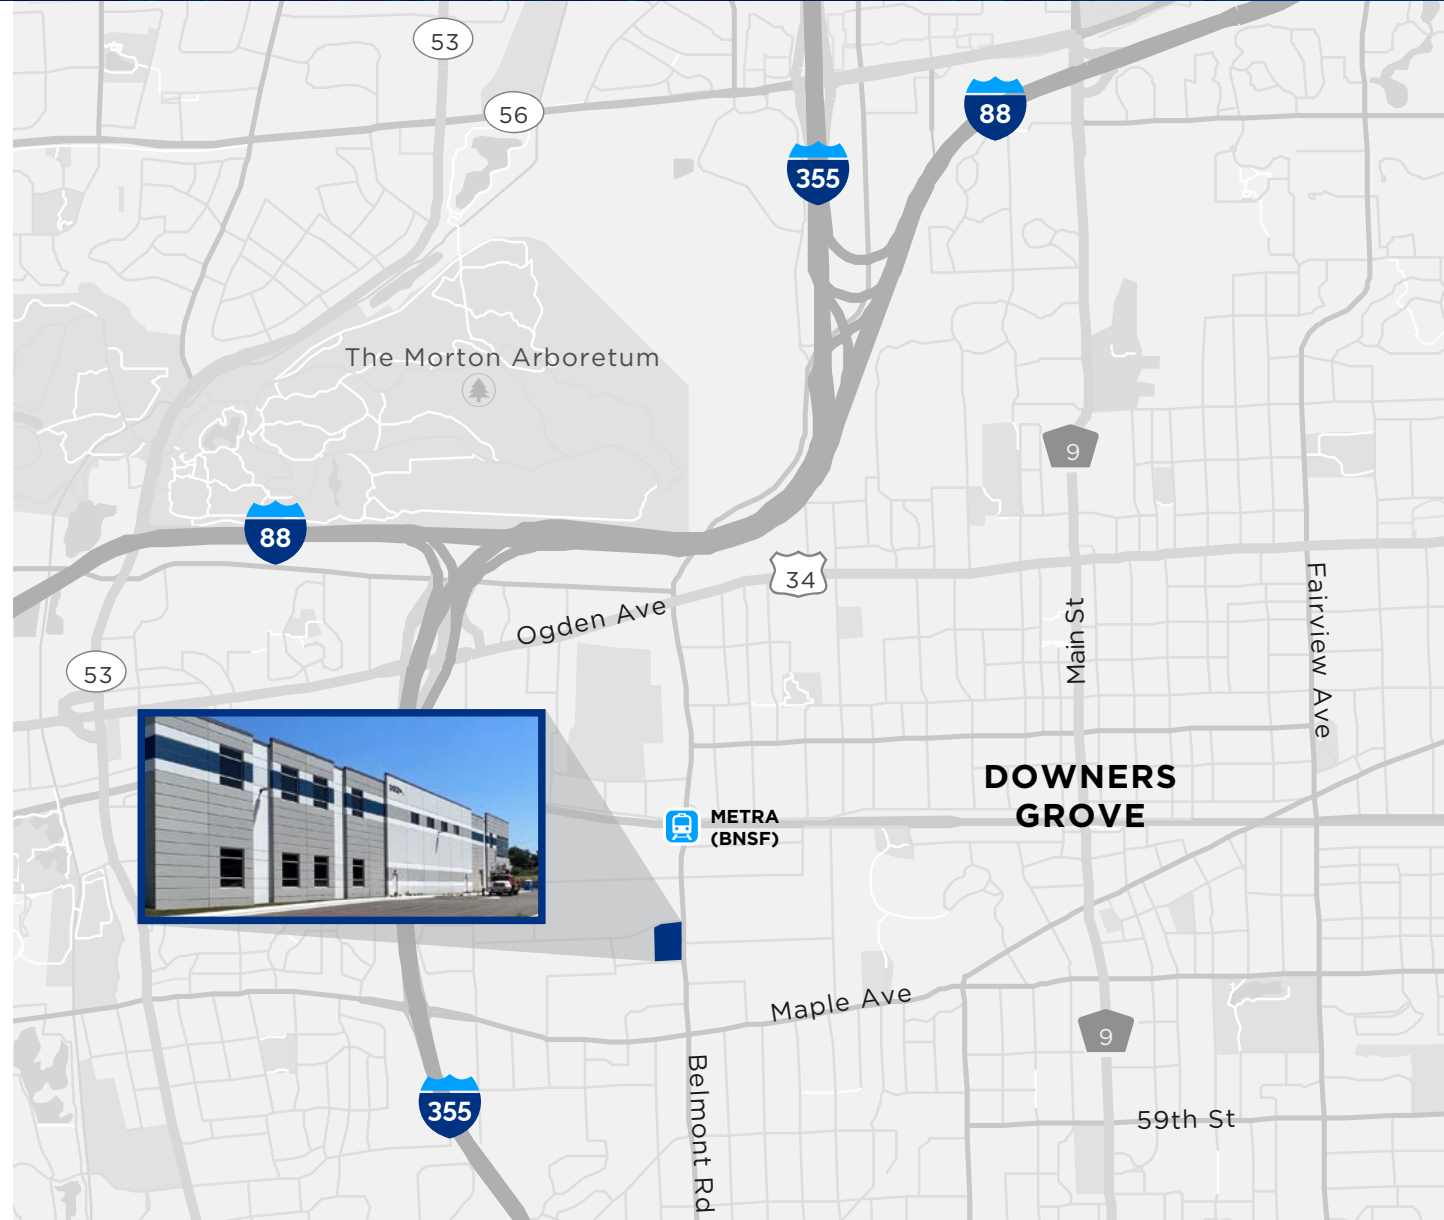 53
56
88
355
The Morton Arboretum
9
88
34
Ogden Ave
Fairview Ave
Main St
53
DOWNERS
GROVE
METRA
(BNSF)
Maple Ave
9
Belmont Rd
355
59th St